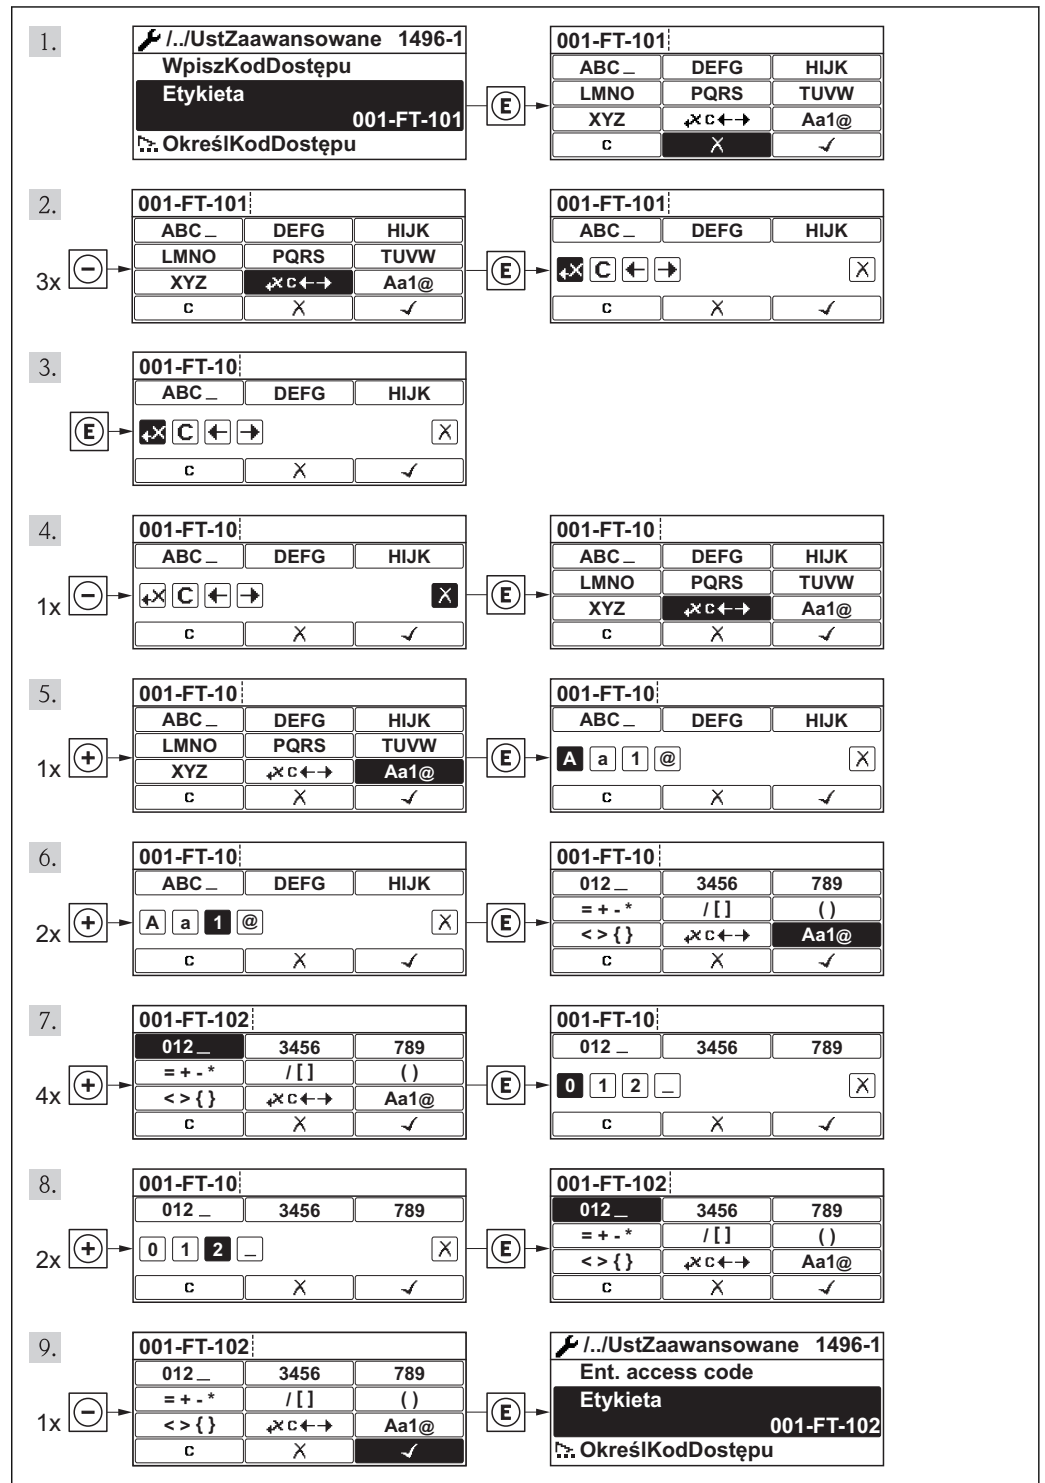 1.
/../UstZaawansowane 1496-1
WpiszKodDostępu
Etykieta
001-FT-101
OkreślKodDostępu
E
001-FT-101
ABC_ DEFG HIJK
LMNO PQRS TUVW
XYZ C←→ Aa1@
C X ✓
2.
3x −
001-FT-101
ABC_ DEFG HIJK
LMNO PQRS TUVW
XYZ C←→ Aa1@
C X ✓
E
001-FT-101
ABC_ DEFG HIJK
C ← → X
C X ✓
3.
E
001-FT-10
ABC_ DEFG HIJK
C ← → X
C X ✓
4.
1x −
001-FT-10
ABC_ DEFG HIJK
C ← → X
C X ✓
E
001-FT-10
ABC_ DEFG HIJK
LMNO PQRS TUVW
XYZ C←→ Aa1@
C X ✓
5.
1x +
001-FT-10
ABC_ DEFG HIJK
LMNO PQRS TUVW
XYZ C←→ Aa1@
C X ✓
E
001-FT-10
ABC_ DEFG HIJK
A a 1 @ X
C X ✓
6.
2x +
001-FT-10
ABC_ DEFG HIJK
A a 1 @ X
C X ✓
E
001-FT-10
012_ 3456 789
= + - * / [ ] ( )
< > { } C←→ Aa1@
C X ✓
7.
4x +
001-FT-102
012_ 3456 789
= + - * / [ ] ( )
< > { } C←→ Aa1@
C X ✓
E
001-FT-10
012_ 3456 789
0 1 2 _ X
C X ✓
8.
2x +
001-FT-10
012_ 3456 789
0 1 2 _ X
C X ✓
E
001-FT-102
012_ 3456 789
= + - * / [ ] ( )
< > { } C←→ Aa1@
C X ✓
9.
1x −
001-FT-102
012_ 3456 789
= + - * / [ ] ( )
< > { } C←→ Aa1@
C X ✓
E
/../UstZaawansowane 1496-1
Ent. access code
Etykieta
001-FT-102
OkreślKodDostępu